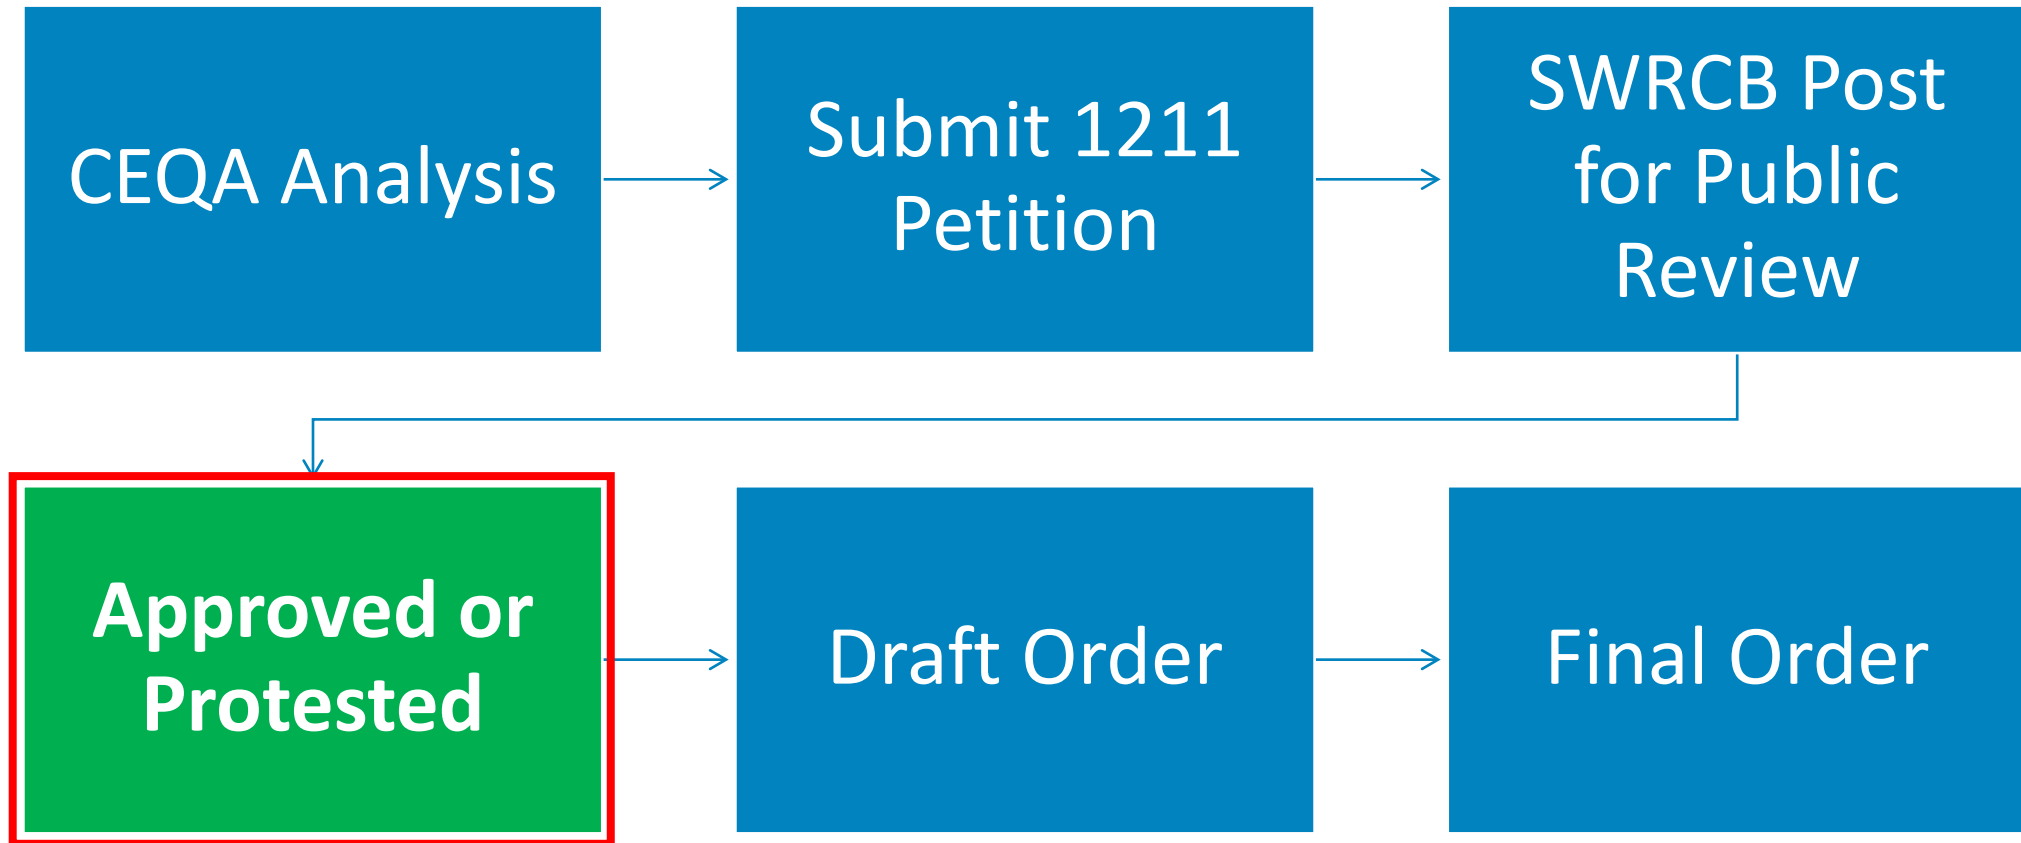 CEQA Analysis
Submit 1211
Petition
SWRCB Post
for Public
Review
Approved or
Protested
Draft Order
Final Order